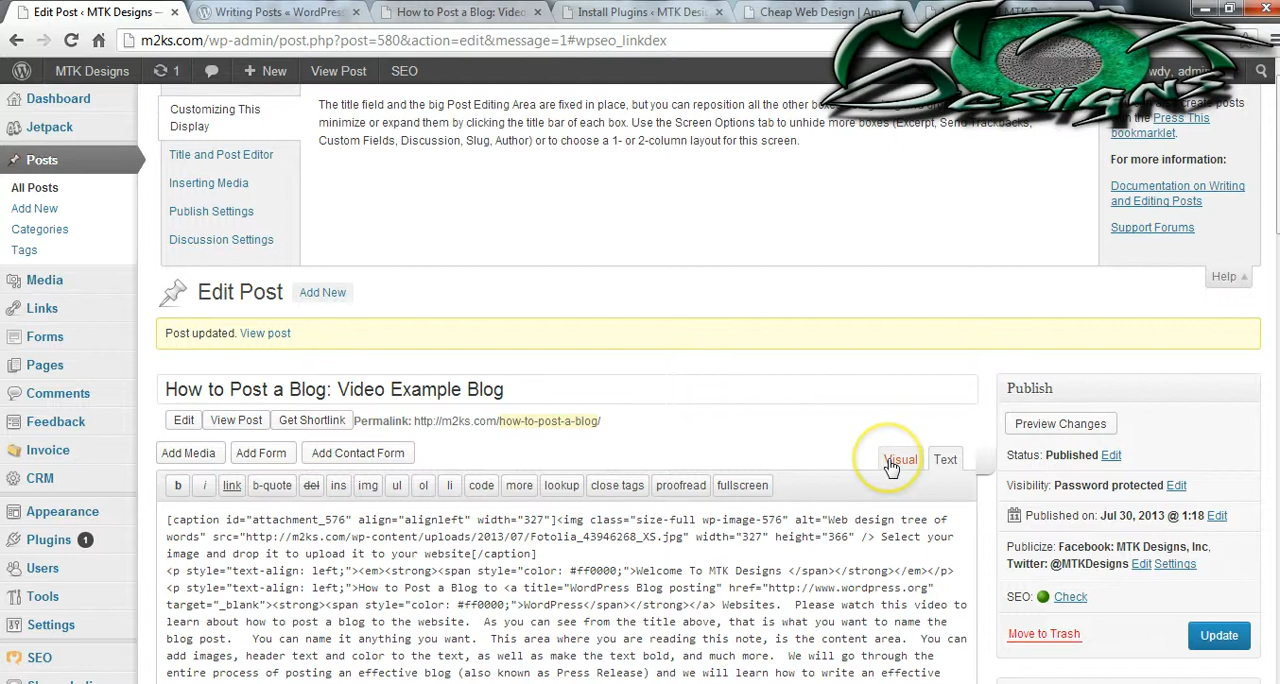 Edit Post ‹ MTK Designs —
Writing Posts « WordPress
How to Post a Blog: Vide
Install Plugins ‹ MTK Des
Cheap Web Design | Am
m2ks.com/wp-admin/post.php?post=580&action=edit&message=1#wpseo_linkdex
MTK Designs
1
New
View Post
SEO
wdy, admin
MTK
Designs
Dashboard
Jetpack
Posts
All Posts
Add New
Categories
Tags
Media
Links
Forms
Pages
Comments
Feedback
Invoice
CRM
Appearance
Plugins 1
Users
Tools
Settings
SEO
Customizing This
Display
Title and Post Editor
Inserting Media
Publish Settings
Discussion Settings
The title field and the big Post Editing Area are fixed in place, but you can reposition all the other boxes
minimize or expand them by clicking the title bar of each box. Use the Screen Options tab to unhide more boxes (Excerpt, Send Trackbacks,
Custom Fields, Discussion, Slug, Author) or to choose a 1- or 2-column layout for this screen.
create posts
the Press This
bookmarklet.
For more information:
Documentation on Writing
and Editing Posts
Support Forums
Help
Edit Post
Add New
Post updated. View post
How to Post a Blog: Video Example Blog
Edit
View Post
Get Shortlink
Permalink: http://m2ks.com/how-to-post-a-blog/
Add Media
Add Form
Add Contact Form
Visual
Text
b
i
link
b-quote
del
ins
img
ul
ol
li
code
more
lookup
close tags
proofread
fullscreen
[caption id="attachment_576" align="alignleft" width="327"]<img class="size-full wp-image-576" alt="Web design tree of
words" src="http://m2ks.com/wp-content/uploads/2013/07/Fotolia_43946268_XS.jpg" width="327" height="366" /> Select your
image and drop it to upload it to your website[/caption]
<p style="text-align: left;"><em><strong><span style="color: #ff0000;">Welcome To MTK Designs </span></strong></em></p>
<p style="text-align: left;">How to Post a Blog to <a title="WordPress Blog posting" href="http://www.wordpress.org"
target="_blank"><strong><span style="color: #ff0000;">WordPress</span></strong></a> Websites.  Please watch this video to
learn about how to post a blog to the website.  As you can see from the title above, that is what you want to name the
blog post.   You can name it anything you want.  This area where you are reading this note, is the content area.  You can
add images, header text and color to the text, as well as make the text bold, and much more.  We will go through the
entire process of posting an effective blog (also known as Press Release) and we will learn how to write an effective
Publish
Preview Changes
Status: Published Edit
Visibility: Password protected Edit
Published on: Jul 30, 2013 @ 1:18 Edit
Publicize: Facebook: MTK Designs, Inc,
Twitter: @MTKDesigns Edit Settings
SEO: Check
Move to Trash
Update